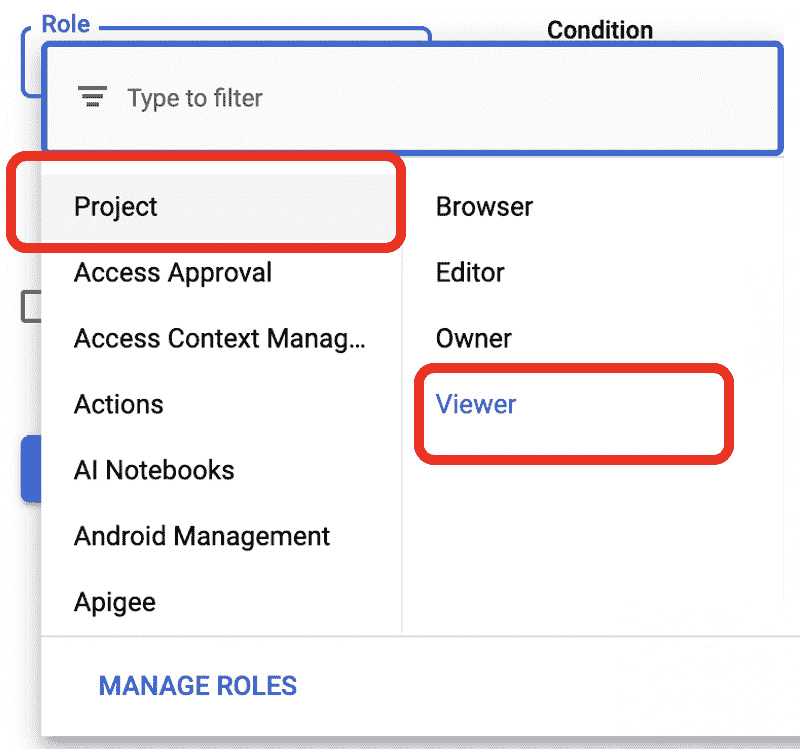 Role
Condition
Type to filter
Project
Access Approval
Access Context Manag...
Actions
AI Notebooks
Android Management
Apigee
Browser
Editor
Owner
Viewer
MANAGE ROLES